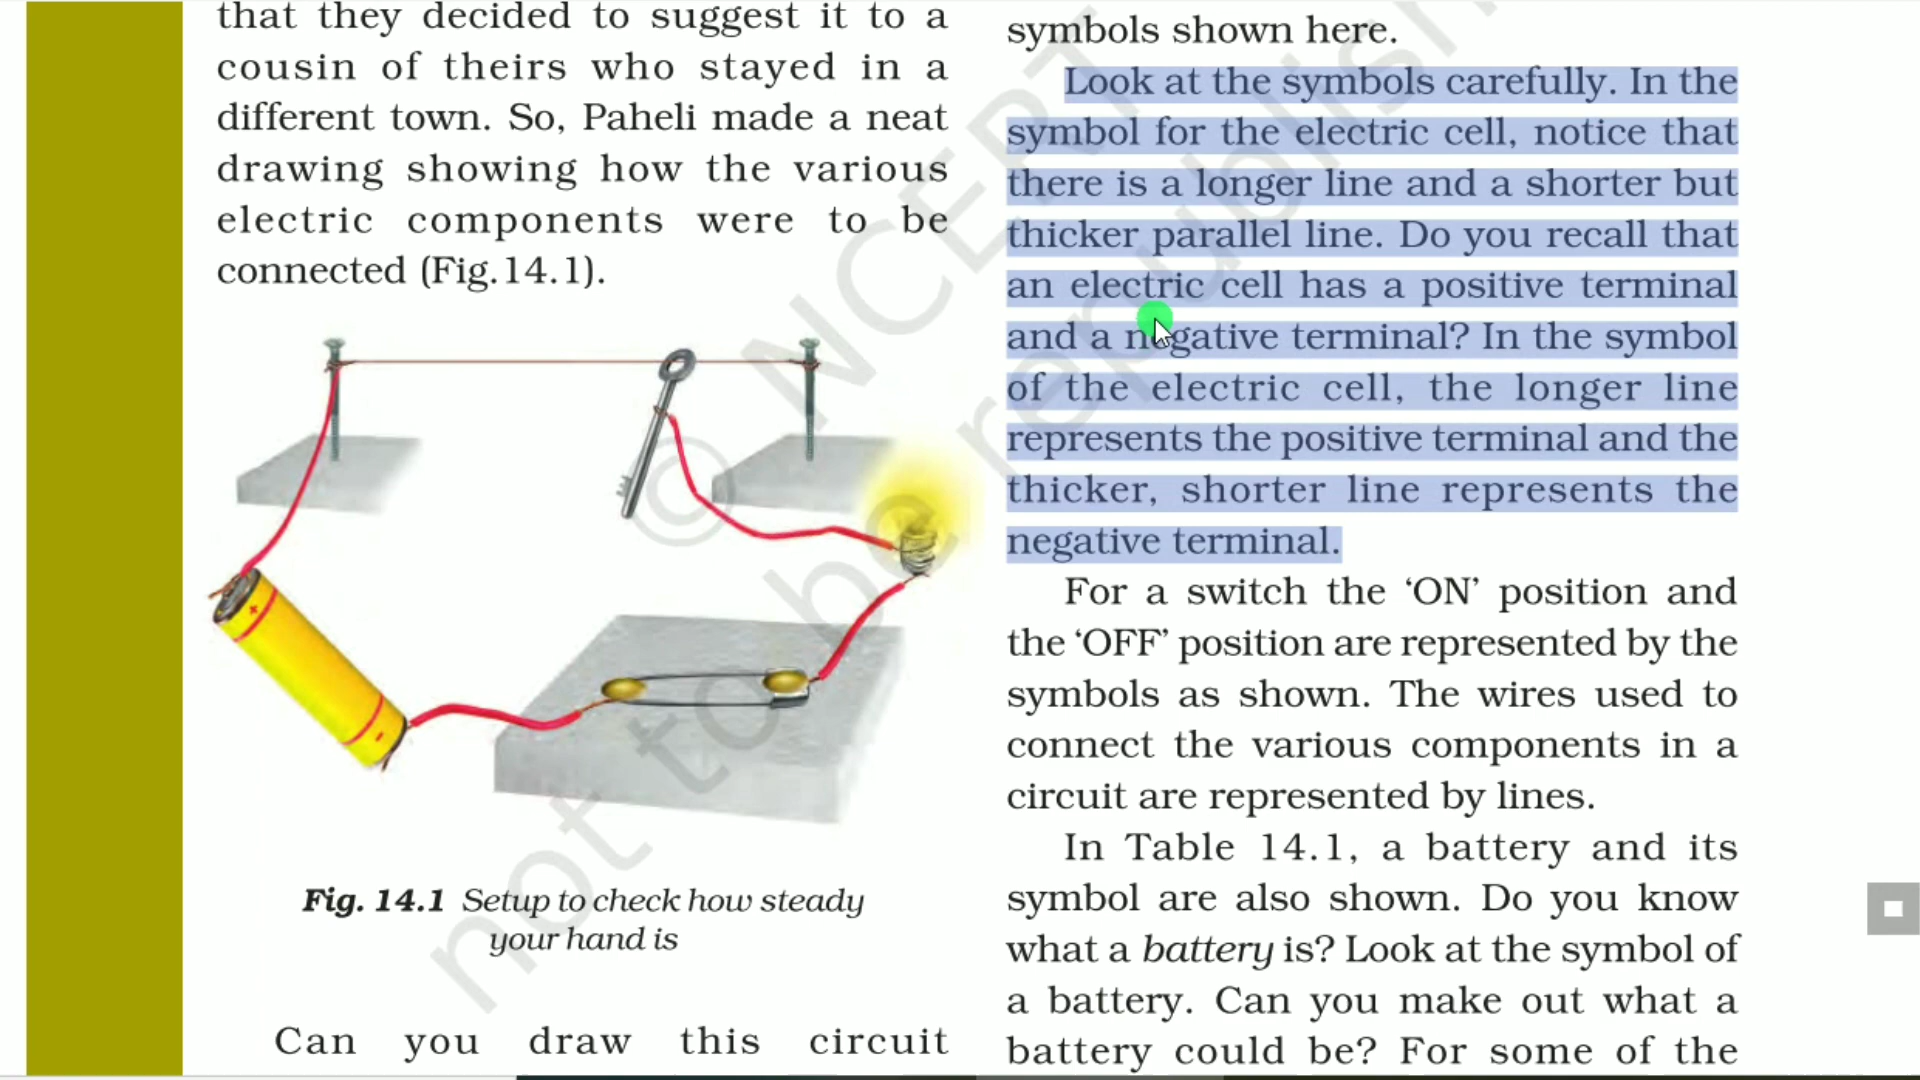 that they decided to suggest it to a
cousin of theirs who stayed in a
different town. So, Paheli made a neat
drawing showing how the various
electric components were to be
connected (Fig.14.1).
+
-
Fig. 14.1 Setup to check how steady
your hand is
Can you draw this circuit
symbols shown here.
Look at the symbols carefully. In the
symbol for the electric cell, notice that
there is a longer line and a shorter but
thicker parallel line. Do you recall that
an electric cell has a positive terminal
and a negative terminal? In the symbol
of the electric cell, the longer line
represents the positive terminal and the
thicker, shorter line represents the
negative terminal.
For a switch the ‘ON’ position and
the ‘OFF’ position are represented by the
symbols as shown. The wires used to
connect the various components in a
circuit are represented by lines.
In Table 14.1, a battery and its
symbol are also shown. Do you know
what a battery is? Look at the symbol of
a battery. Can you make out what a
battery could be? For some of the
© NCERT
not to be republish